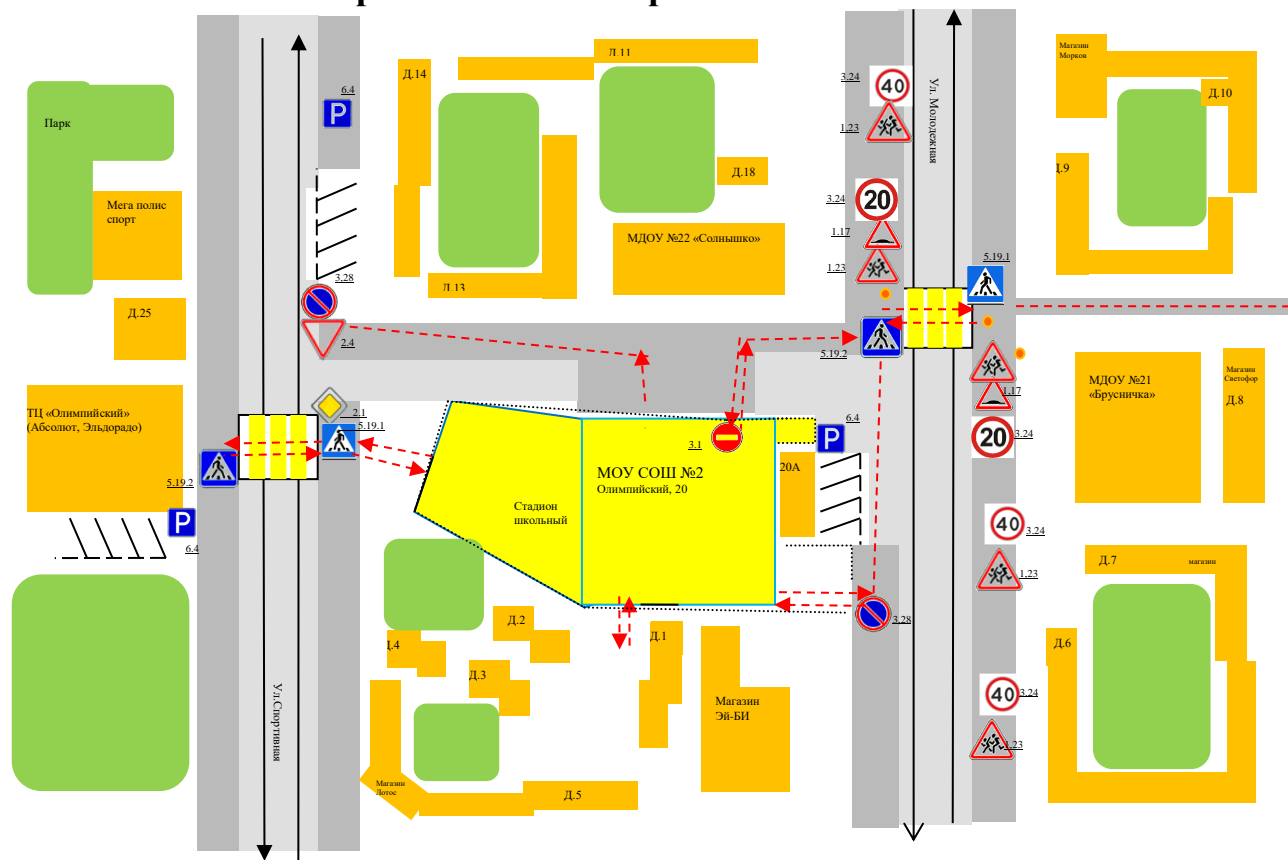 Парк
Мега полис
спорт
Д.25
ТЦ «Олимпийский»
(Абсолют, Эльдорадо)
5.19.2
P
6.4
6.4
P
3.28
2.4
2.1
5.19.1
Ул.Спортивная
Д.14
Д.11
Д.18
МДОУ №22 «Солнышко»
Д.13
3.24
40
1.23
3.24
20
1.17
1.23
5.19.2
Ул. Молодежная
5.19.1
Магазин
Морков
Д.10
Д.9
МДОУ №21
«Брусничка»
Магазин
Светофор
Д.8
1.17
20
3.24
40
3.24
1.23
40
3.24
1.23
Д.7
магазин
Д.6
3.1
МОУ СОШ №2
Олимпийский, 20
Стадион
школьный
20А
6.4
P
3.28
Д.2
Д.4
Д.3
Д.1
Магазин
Эй-БИ
Магазин
Лотос
Д.5